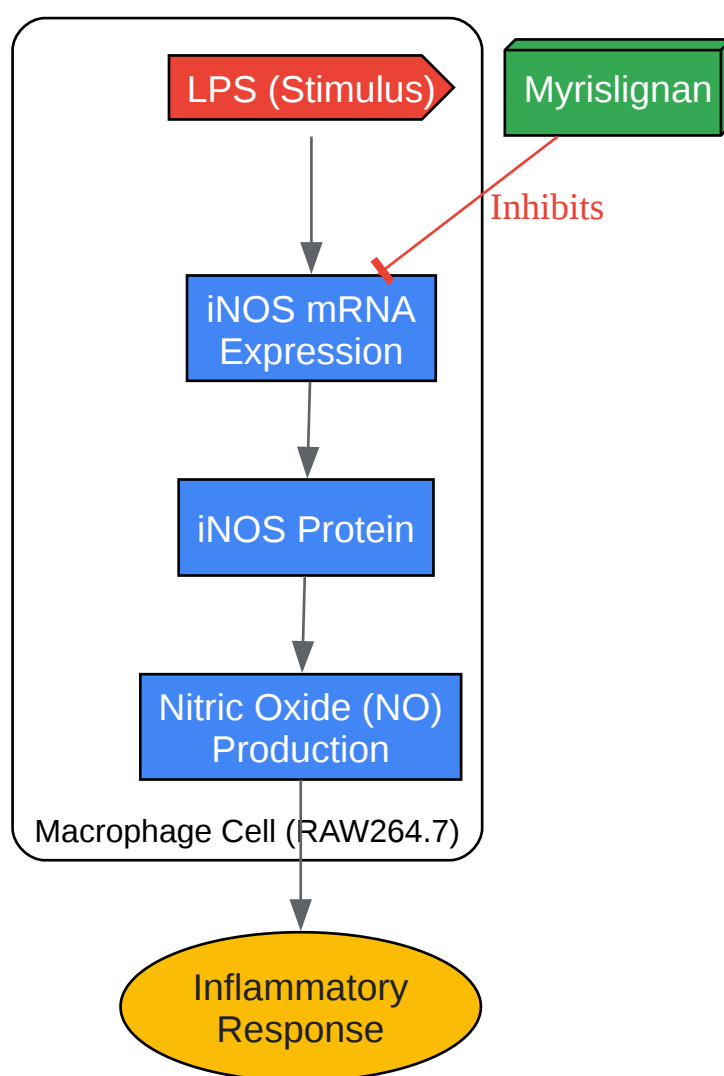 LPS (Stimulus)
Myrislignan
Inhibits
iNOS mRNA
Expression
iNOS Protein
Nitric Oxide (NO)
Production
Macrophage Cell (RAW264.7)
Inflammatory
Response